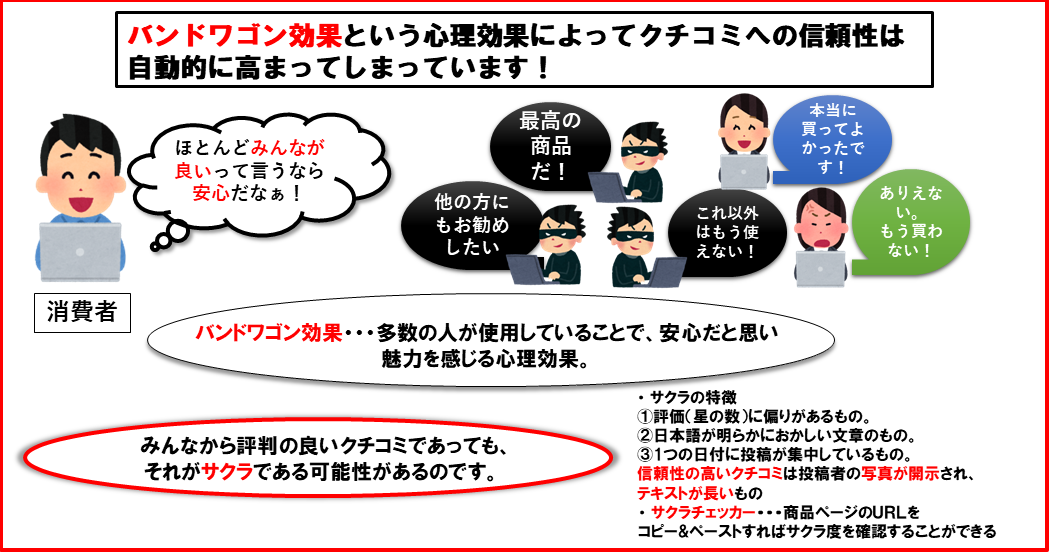 バンドワゴン効果という心理効果によってクチコミへの信頼性は
自動的に高まってしまっています！
ほとんどみんなが
良いって言うなら
安心だなぁ！
消費者
最高の
商品
だ！
本当に
買ってよ
かったで
す！
他の方に
もお勧め
したい
これ以外
はもう使
えない！
ありえな
い。
もう買わ
ない！
バンドワゴン効果・・・多数の人が使用していることで、安心だと思い
魅力を感じる心理効果。
みんなから評判の良いクチコミであっても、
それがサクラである可能性があるのです。
・サクラの特徴
①評価（星の数）に偏りがあるもの。
②日本語が明らかにおかしい文章のもの。
③1つの日付に投稿が集中しているもの。
信頼性の高いクチコミは投稿者の写真が開示され、
テキストが長いもの
・サクラチェッカー・・・商品ページのURLを
コピー&ペーストすればサクラ度を確認することができる